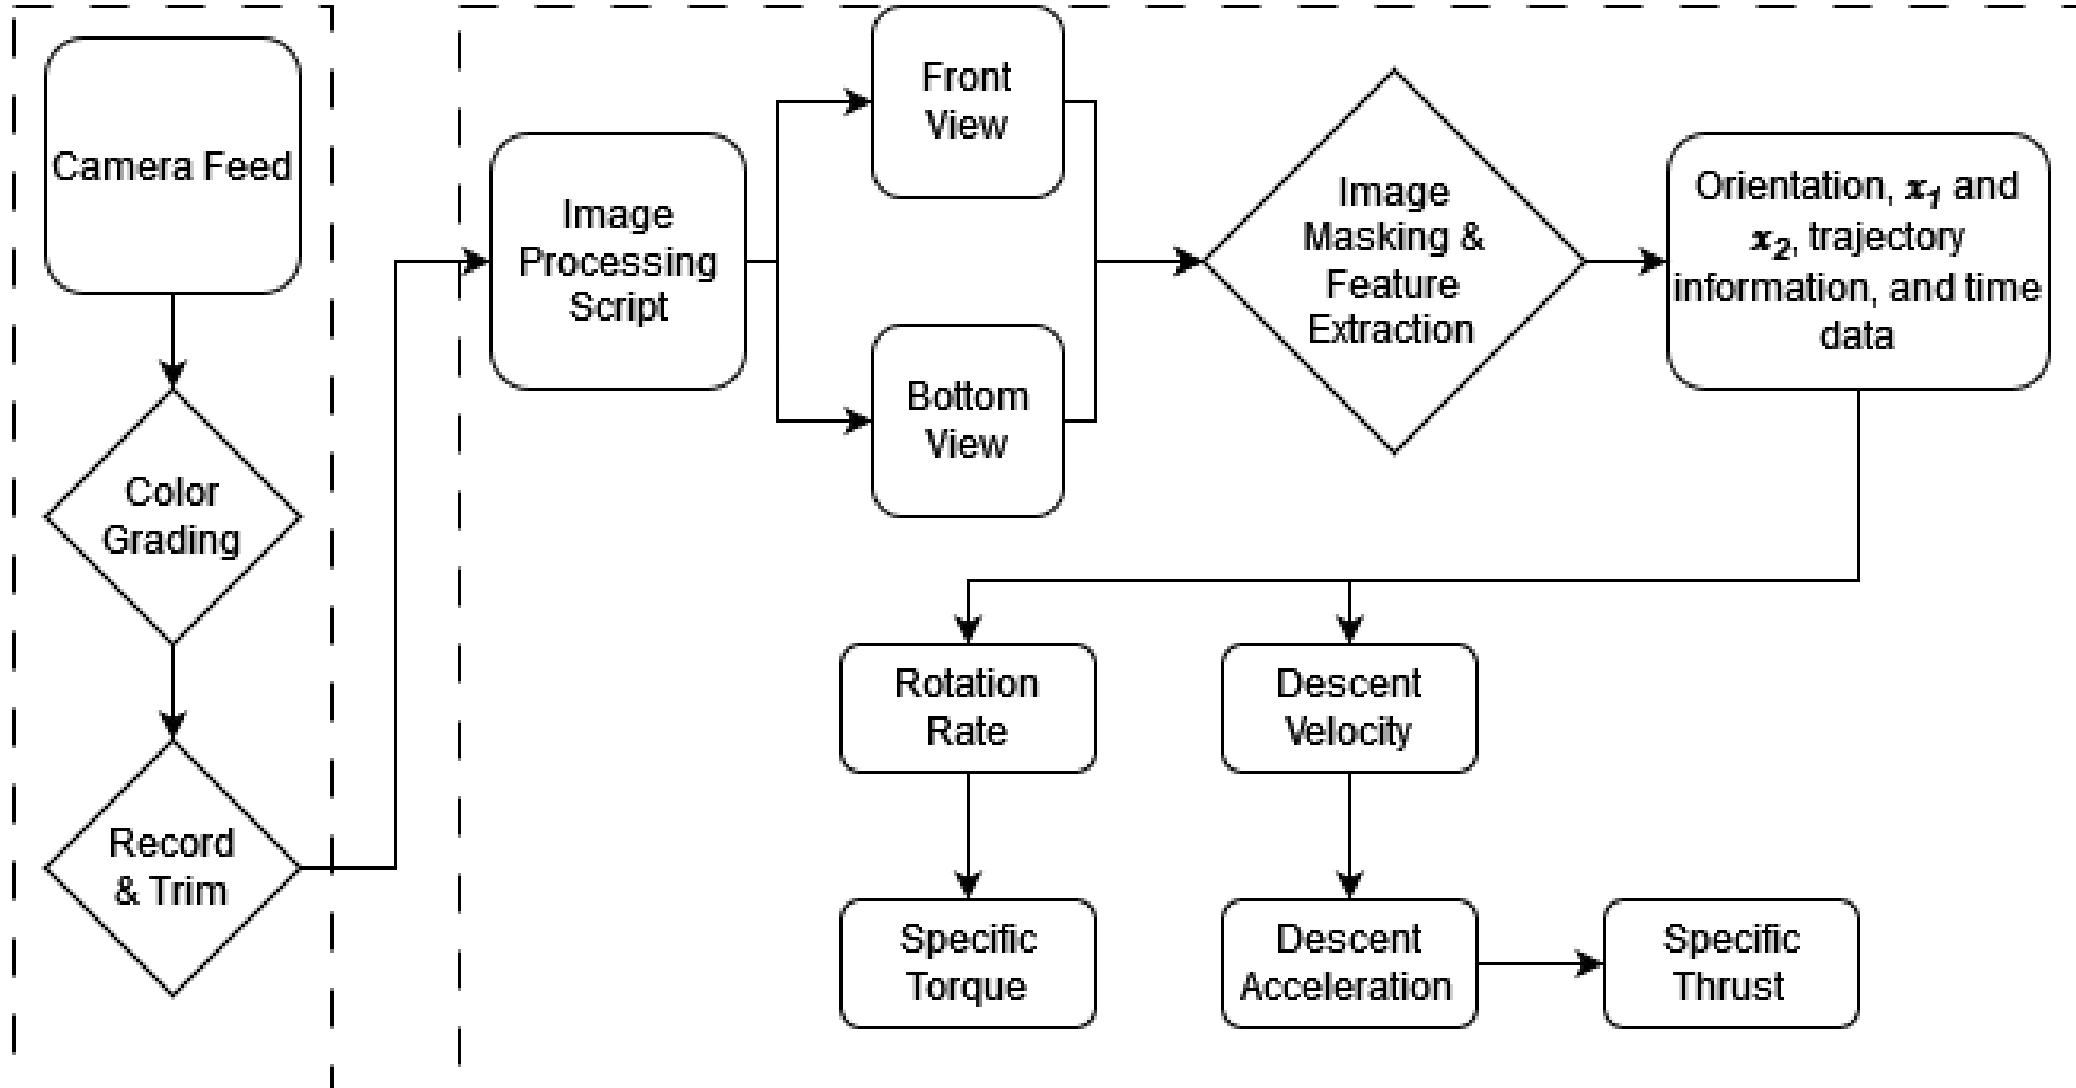 Camera Feed
Color
Grading
Record
& Trim
Image
Processing
Script
Front
View
Bottom
View
Image
Masking &
Feature
Extraction
Orientation, x₁ and
x₂, trajectory
information, and time
data
Rotation
Rate
Descent
Velocity
Specific
Torque
Descent
Acceleration
Specific
Thrust